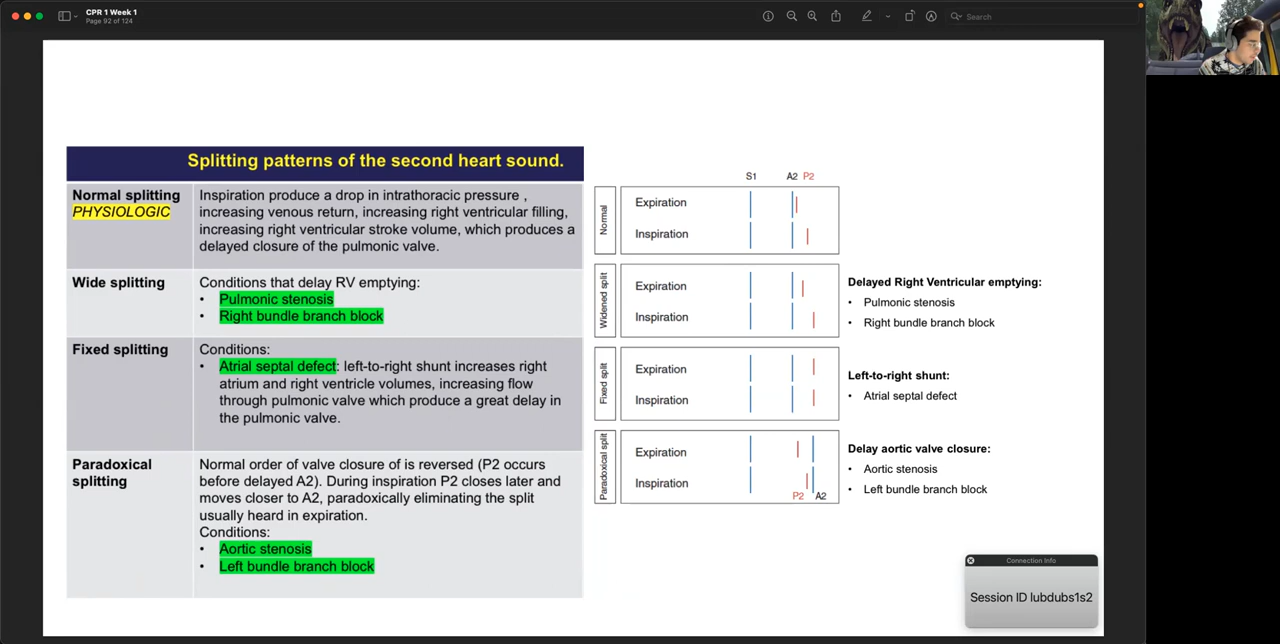 CPR 1 Week 1
Page 92 of 124
Search
Splitting patterns of the second heart sound.
Normal splitting
PHYSIOLOGIC
Inspiration produce a drop in intrathoracic pressure ,
increasing venous return, increasing right ventricular filling,
increasing right ventricular stroke volume, which produces a
delayed closure of the pulmonic valve.
Wide splitting
Conditions that delay RV emptying:
• Pulmonic stenosis
• Right bundle branch block
Fixed splitting
Conditions:
• Atrial septal defect: left-to-right shunt increases right
atrium and right ventricle volumes, increasing flow
through pulmonic valve which produce a great delay in
the pulmonic valve.
Paradoxical
splitting
Normal order of valve closure of is reversed (P2 occurs
before delayed A2). During inspiration P2 closes later and
moves closer to A2, paradoxically eliminating the split
usually heard in expiration.
Conditions:
• Aortic stenosis
• Left bundle branch block
S1 A2 P2
Normal
Expiration
Inspiration
Widened split
Expiration
Inspiration
Fixed split
Expiration
Inspiration
Paradoxical split
Expiration
Inspiration
P2 A2
Delayed Right Ventricular emptying:
• Pulmonic stenosis
• Right bundle branch block
Left-to-right shunt:
• Atrial septal defect
Delay aortic valve closure:
• Aortic stenosis
• Left bundle branch block
Connection Info
Session ID lubdubs1s2